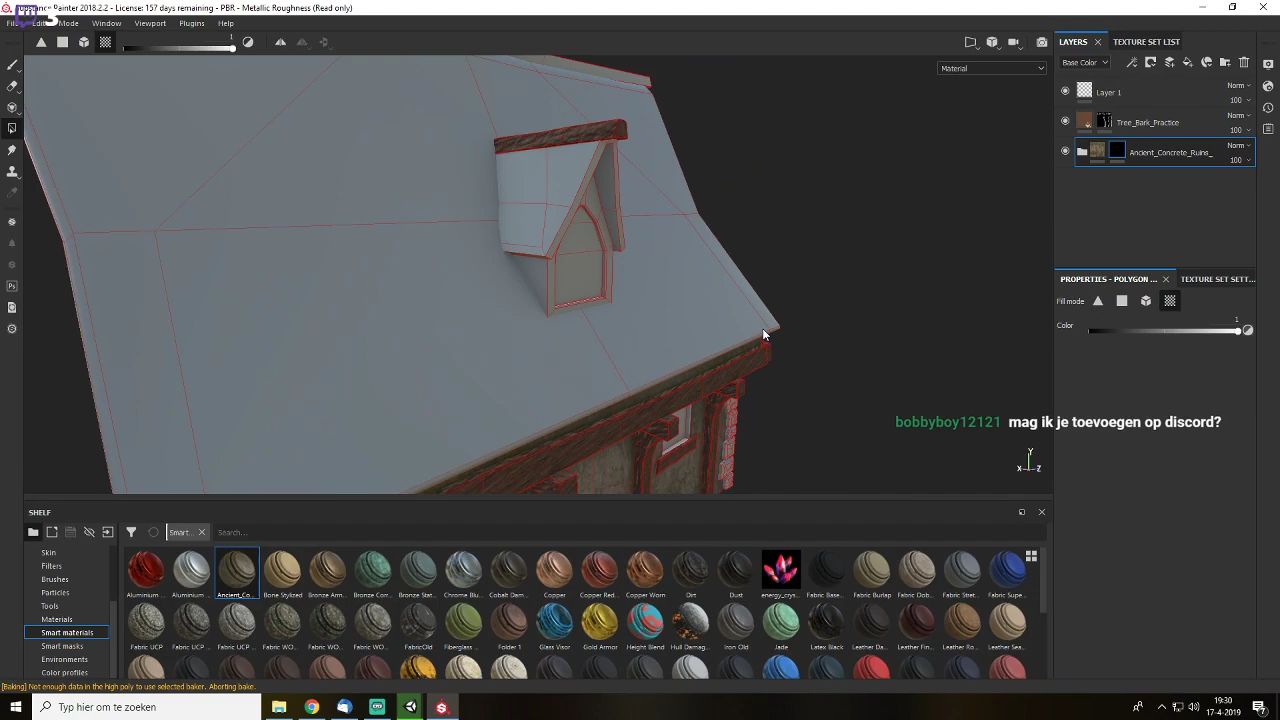 3
Substance Painter 2018.2.2 - License: 157 days remaining - PBR - Metallic Roughness (Read only)
Mode Viewport Plugins Help
1
Material
LAYERS TEXTURE SET LIST
Base Color
Layer 1 Norm 100
Tree_Bark_Practice Norm 100
Ancient_Concrete_Ruins_ Norm 100
PROPERTIES - POLYGON ... TEXTURE SET SETT...
Fill mode
Color 1
bobbyboy12121 mag ik je toevoegen op discord?
Y
X Z
SHELF
Smart... Search...
Skin
Filters
Brushes
Particles
Tools
Materials
Smart materials
Smart masks
Environments
Color profiles
Aluminium ... Aluminium ... Ancient_Co... Bone Stylized Bronze Arm... Bronze Corr... Bronze Stat... Chrome Blu... Cobalt Dam... Copper Copper Red... Copper Worn Dirt Dust energy_crys... Fabric Base... Fabric Burlap Fabric Dob... Fabric Stret... Fabric Supe...
Fabric UCP Fabric UCP ... Fabric UCP ... Fabric WO... Fabric WO... Fabric WO... FabricOld Fiberglass ... Folder 1 Glass Visor Gold Armor Height Blend Hull Damag... Iron Old Jade Latex Black Leather Da... Leather Fin... Leather Ro... Leather Sea...
[Baking] Not enough data in the high poly to use selected baker. Aborting bake.
Typ hier om te zoeken
19:30
17-4-2019